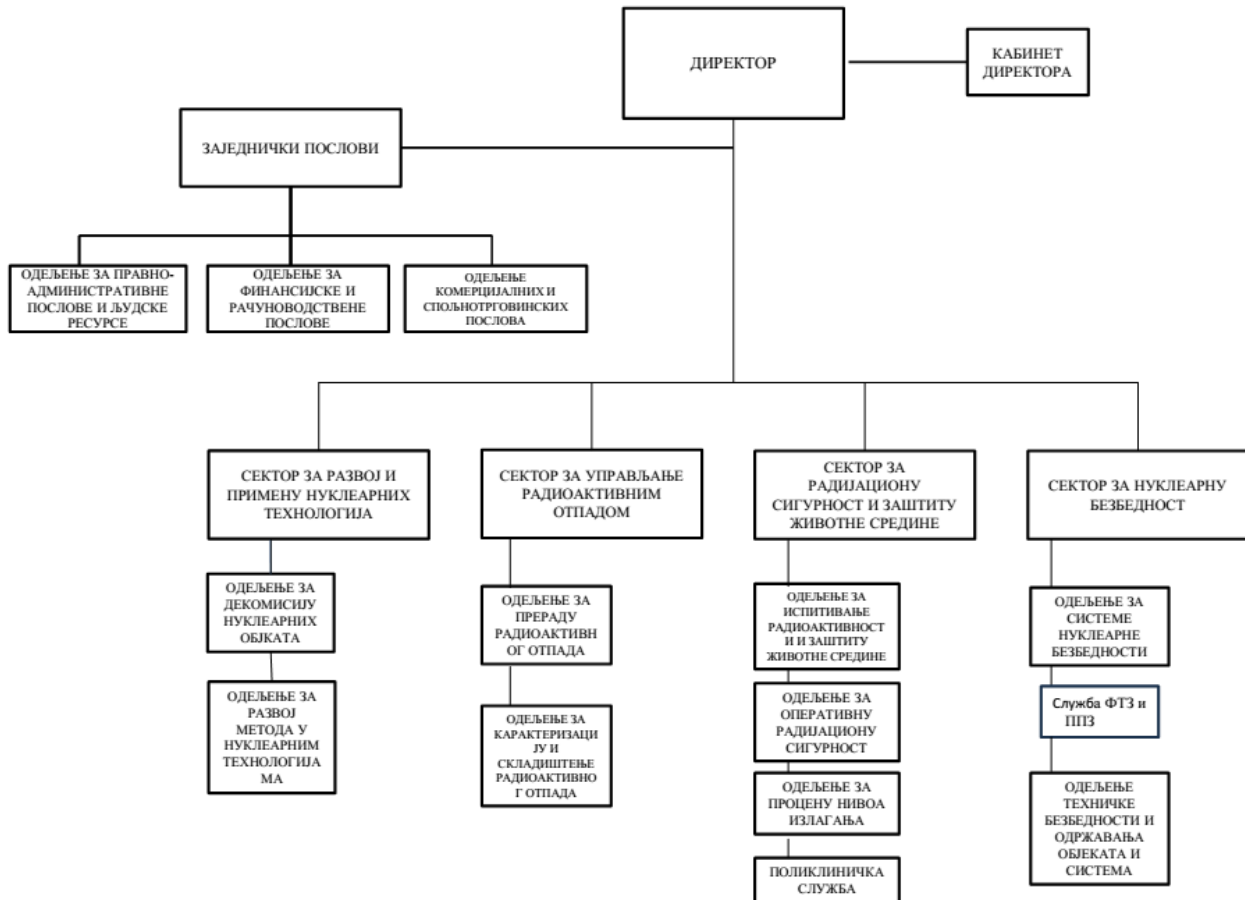 ДИРЕКТОР
КАБИНЕТ
ДИРЕКТОРА
ЗАЈЕДНИЧКИ ПОСЛОВИ
ОДЕЉЕЊЕ ЗА ПРАВНО-
АДМИНИСТРАТИВНЕ
ПОСЛОВЕ И ЉУДСКЕ
РЕСУРСЕ
ОДЕЉЕЊЕ ЗА
ФИНАНСИЈСКЕ И
РАЧУНОВОДСТВЕНЕ
ПОСЛОВЕ
ОДЕЉЕЊЕ
КОМЕРЦИЈАЛНИХ И
СПОЉНОТРГОВИНСКИХ
ПОСЛОВА
СЕКТОР ЗА РАЗВОЈ И
ПРИМЕНУ НУКЛЕАРНИХ
ТЕХНОЛОГИЈА
ОДЕЉЕЊЕ ЗА
ДЕКОМИСИЈУ
НУКЛЕАРНИХ
ОБЈКАТА
ОДЕЉЕЊЕ ЗА
РАЗВОЈ
МЕТОДА У
НУКЛЕАРНИМ
ТЕХНОЛОГИЈА
МА
СЕКТОР ЗА УПРАВЉАЊЕ
РАДИОАКТИВНИМ
ОТПАДОМ
ОДЕЉЕЊЕ ЗА
ПРЕРАДУ
РАДИОАКТИВН
ОГ ОТПАДА
ОДЕЉЕЊЕ ЗА
КАРАКТЕРИЗАЦИ
ЈУ И
СКЛАДИШТЕЊЕ
РАДИОАКТИВНО
Г ОТПАДА
СЕКТОР ЗА
РАДИЈАЦИОНУ
СИГУРНОСТ И ЗАШТИТУ
ЖИВОТНЕ СРЕДИНЕ
ОДЕЉЕЊЕ ЗА
ИСПИТИВАЊЕ
РАДИОАКТИВНОСТ
И И ЗАШТИТУ
ЖИВОТНЕ СРЕДИНЕ
ОДЕЉЕЊЕ ЗА
ОПЕРАТИВНУ
РАДИЈАЦИОНУ
СИГУРНОСТ
ОДЕЉЕЊЕ ЗА
ПРОЦЕНУ НИВОА
ИЗЛАГАЊА
ПОЛИКЛИНИЧКА
СЛУЖБА
СЕКТОР ЗА НУКЛЕАРНУ
БЕЗБЕДНОСТ
ОДЕЉЕЊЕ ЗА
СИСТЕМЕ
НУКЛЕАРНЕ
БЕЗБЕДНОСТИ
Служба ФТЗ и
ППЗ
ОДЕЉЕЊЕ
ТЕХНИЧКЕ
БЕЗБЕДНОСТИ И
ОДРЖАВАЊА
ОБЈЕКАТА И
СИСТЕМА